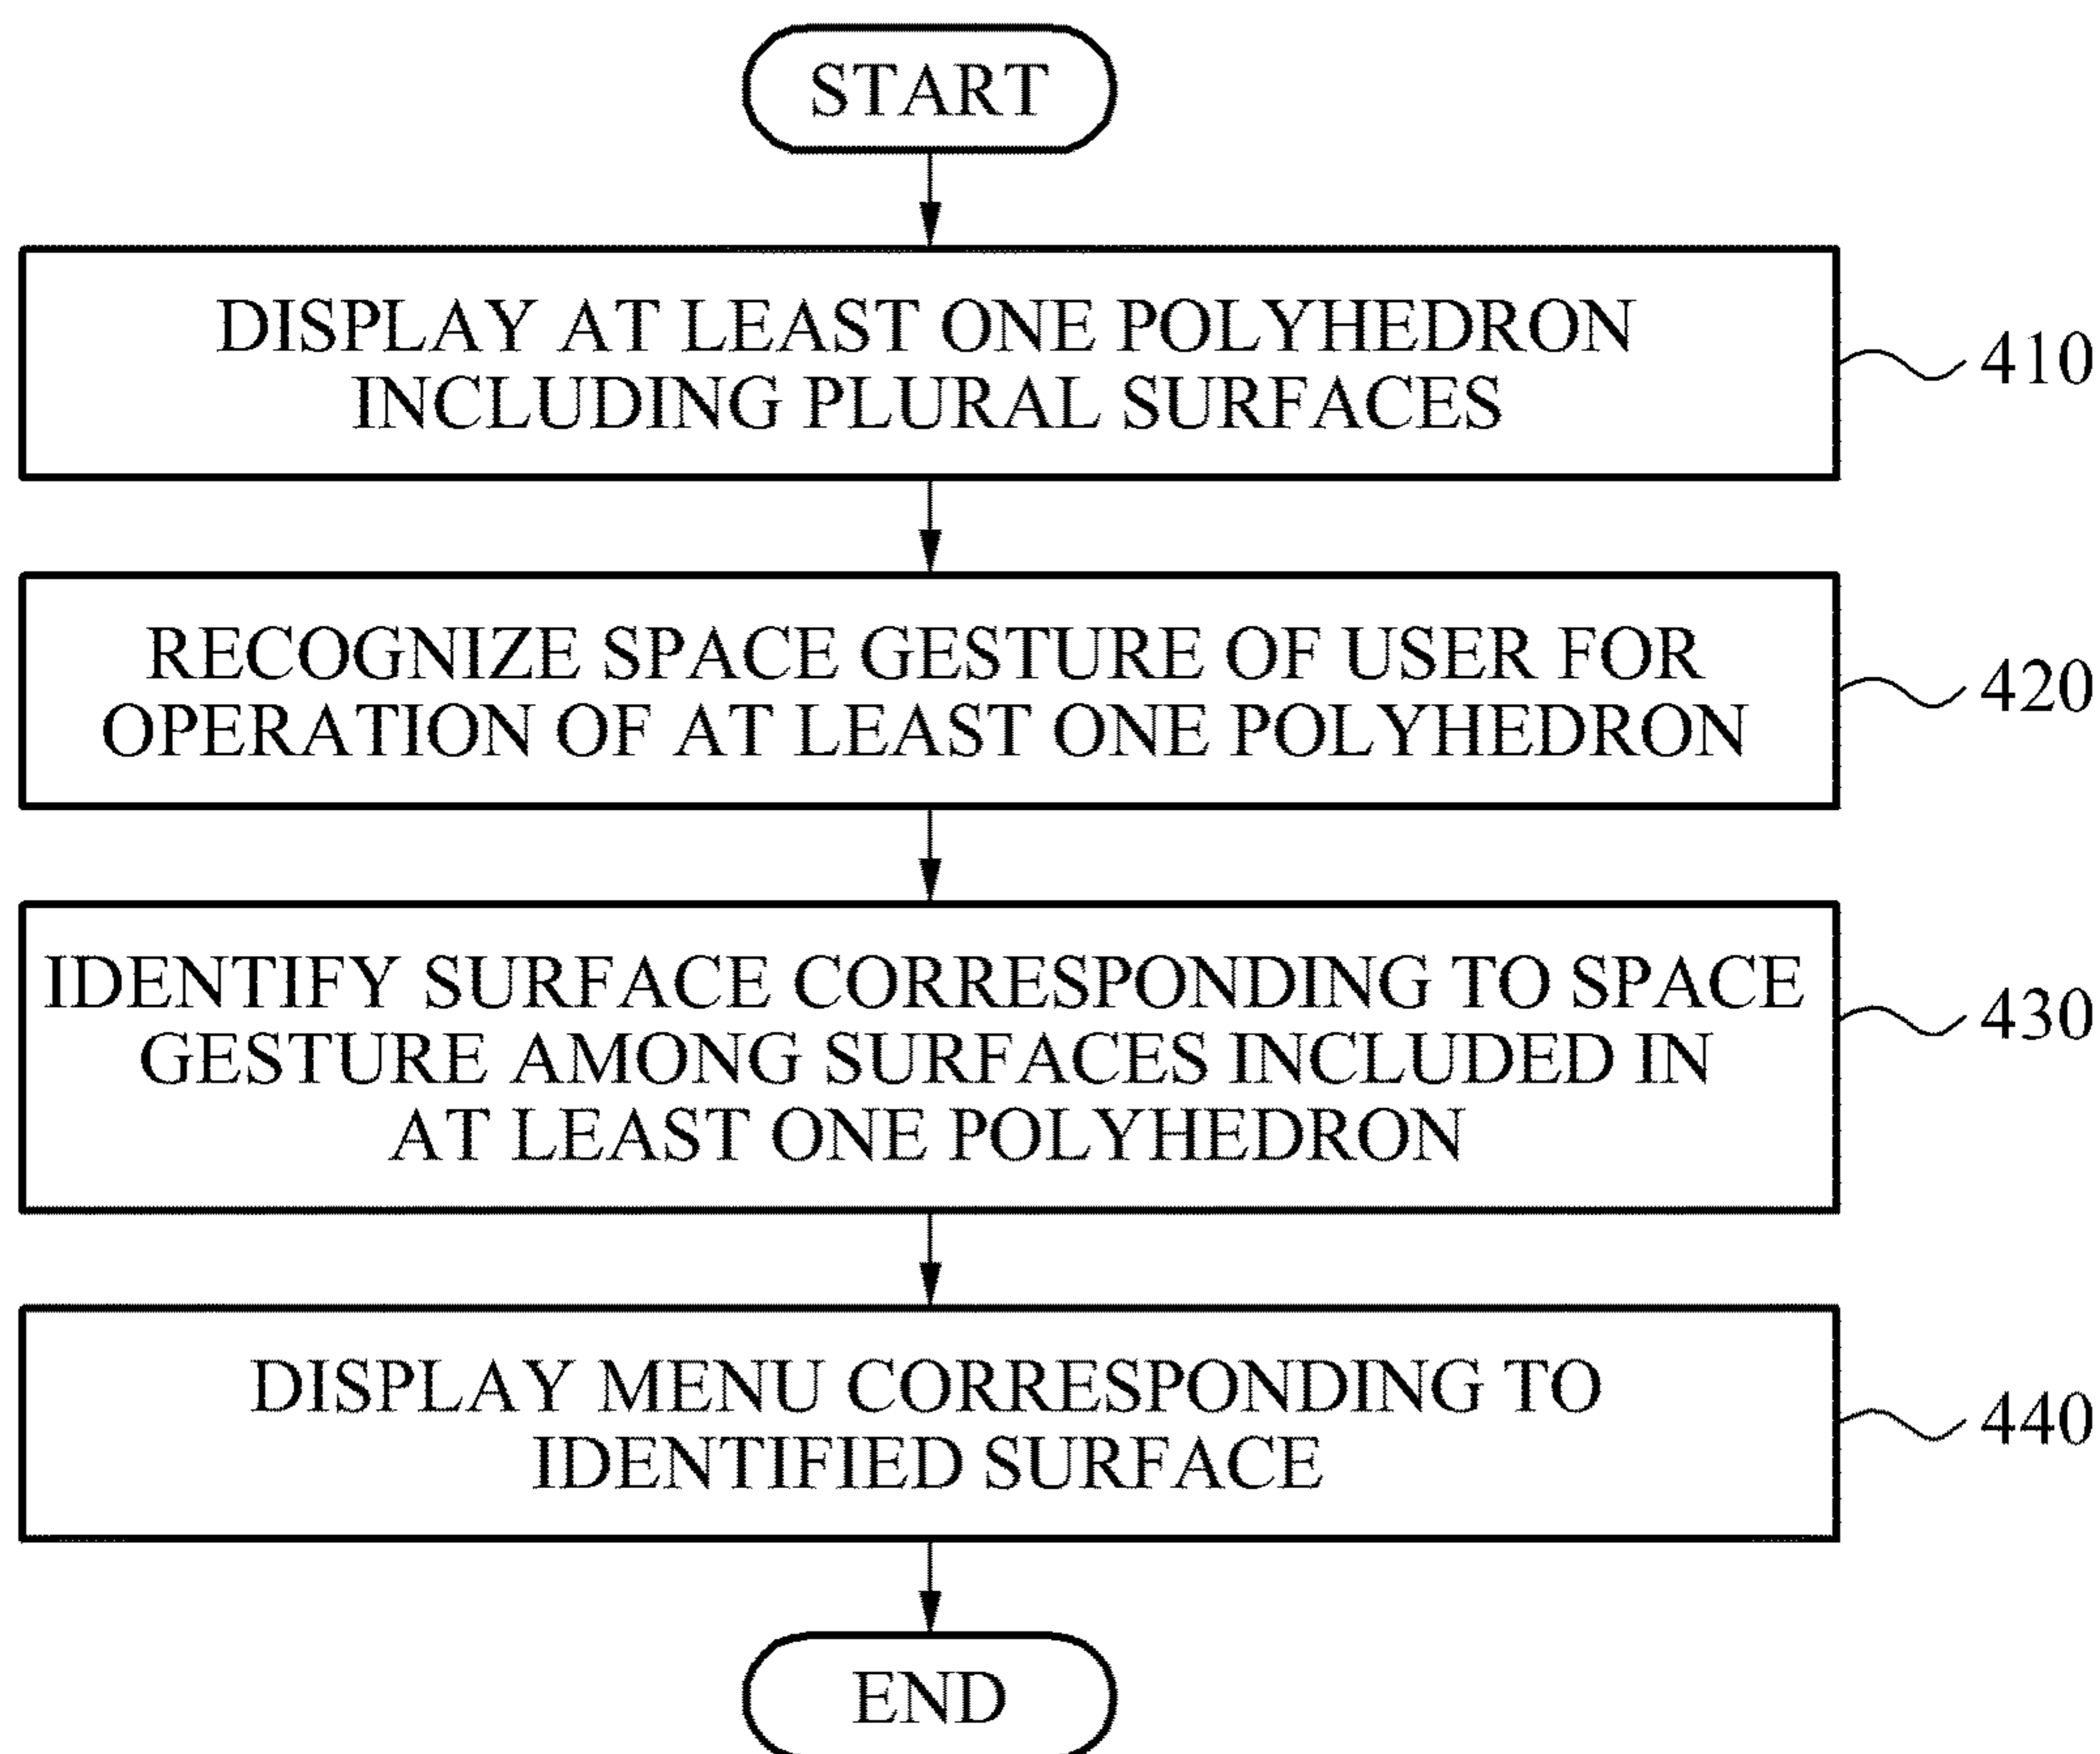 START
DISPLAY AT LEAST ONE POLYHEDRON
INCLUDING PLURAL SURFACES
410
RECOGNIZE SPACE GESTURE OF USER FOR
OPERATION OF AT LEAST ONE POLYHEDRON
420
IDENTIFY SURFACE CORRESPONDING TO SPACE
GESTURE AMONG SURFACES INCLUDED IN
AT LEAST ONE POLYHEDRON
430
DISPLAY MENU CORRESPONDING TO
IDENTIFIED SURFACE
440
END